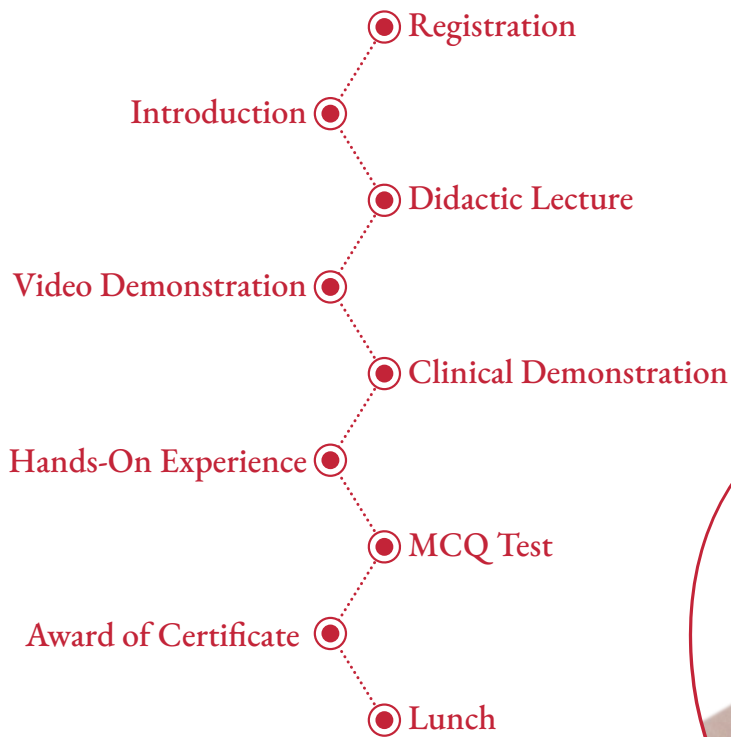 Registration
Introduction
Didactic Lecture
Video Demonstration
Clinical Demonstration
Hands-On Experience
MCQ Test
Award of Certificate
Lunch